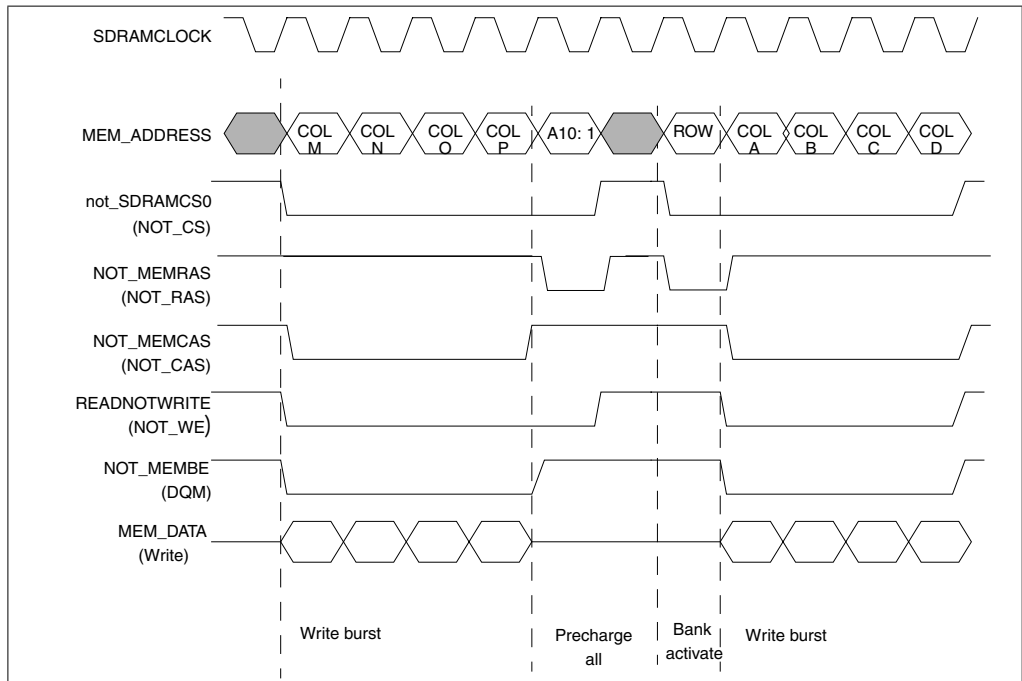 SDRAMCLOCK
MEM_ADDRESS
COL M
COL N
COL O
COL P
A10: 1
ROW
COL A
COL B
COL C
COL D
not_SDRAMCS0
(NOT_CS)
NOT_MEMRAS
(NOT_RAS)
NOT_MEMCAS
(NOT_CAS)
READNOTWRITE
(NOT_WE)
NOT_MEMBE
(DQM)
MEM_DATA
(Write)
Write burst
Precharge
all
Bank
activate
Write burst